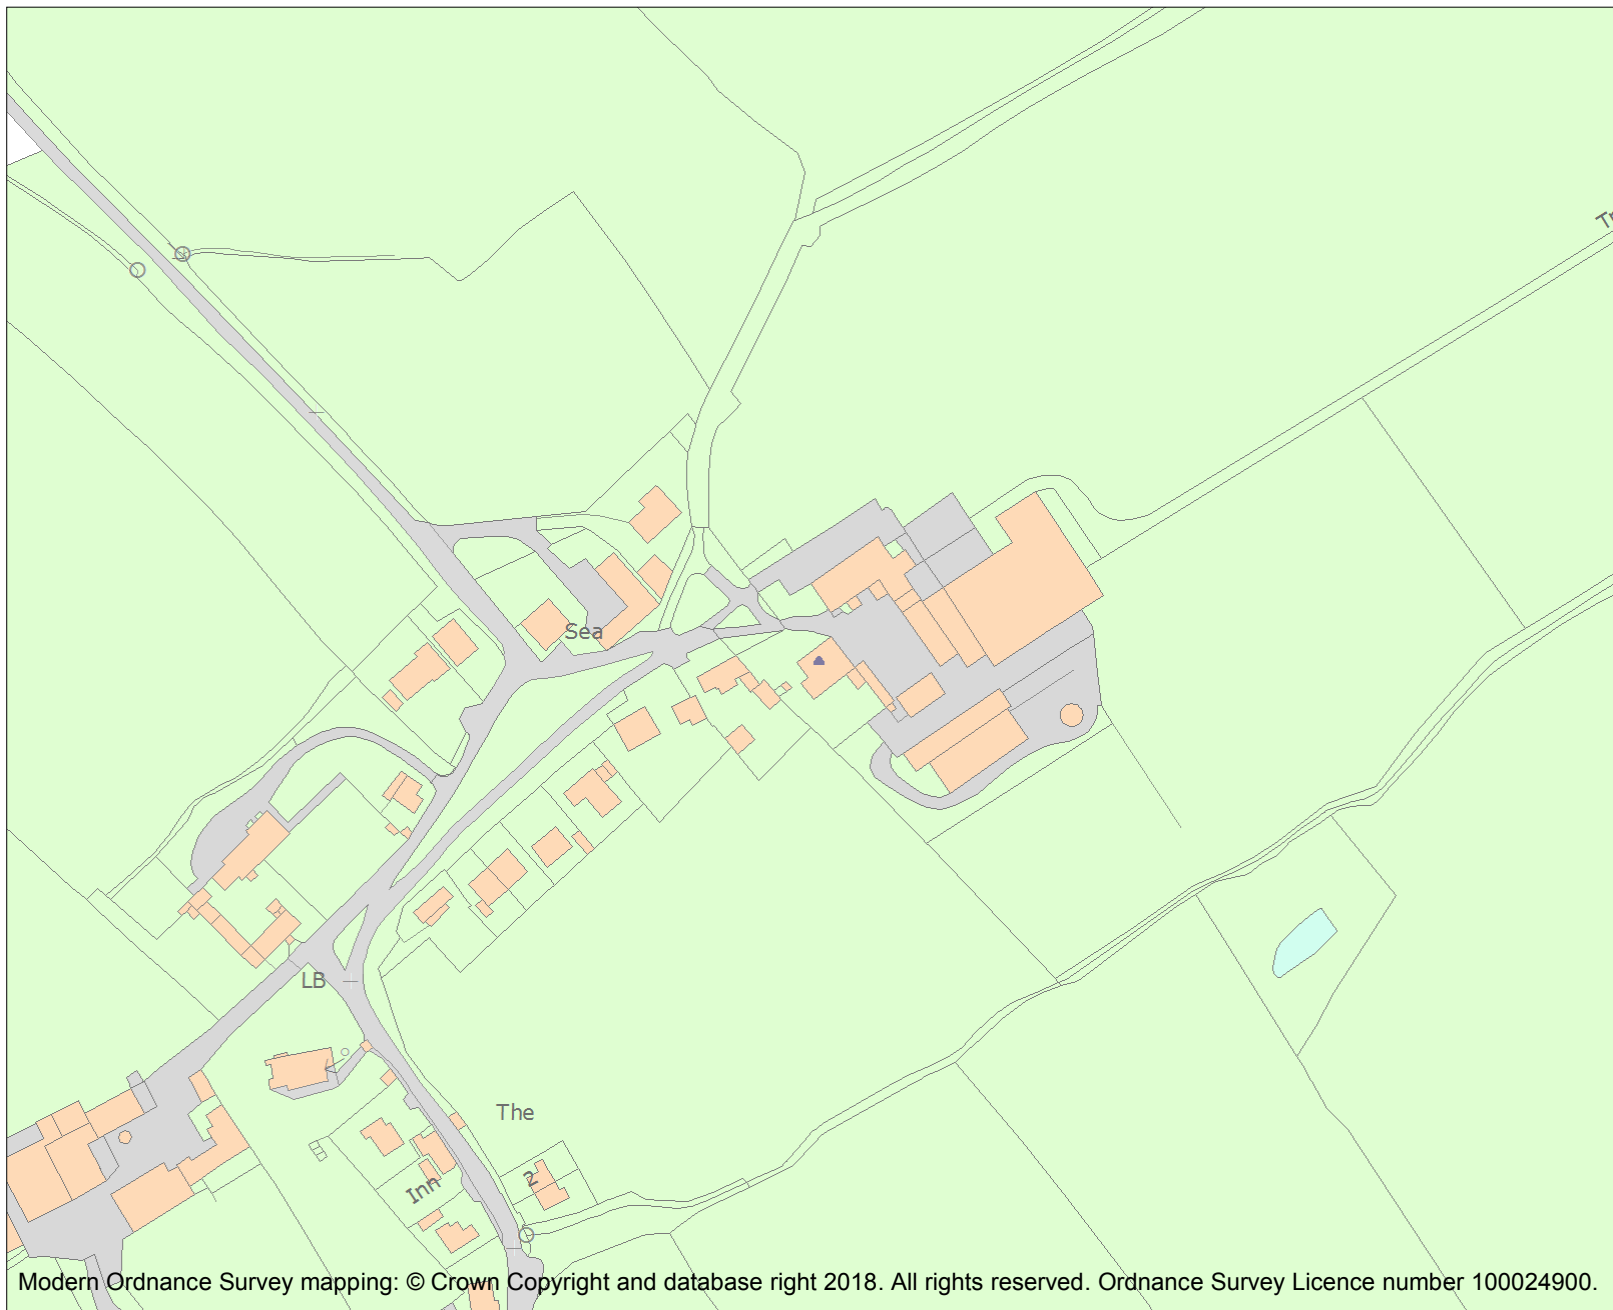 Tr
Sea
LB
The
2
Inn
Modern Ordnance Survey mapping: © Crown Copyright and database right 2018. All rights reserved. Ordnance Survey Licence number 100024900.